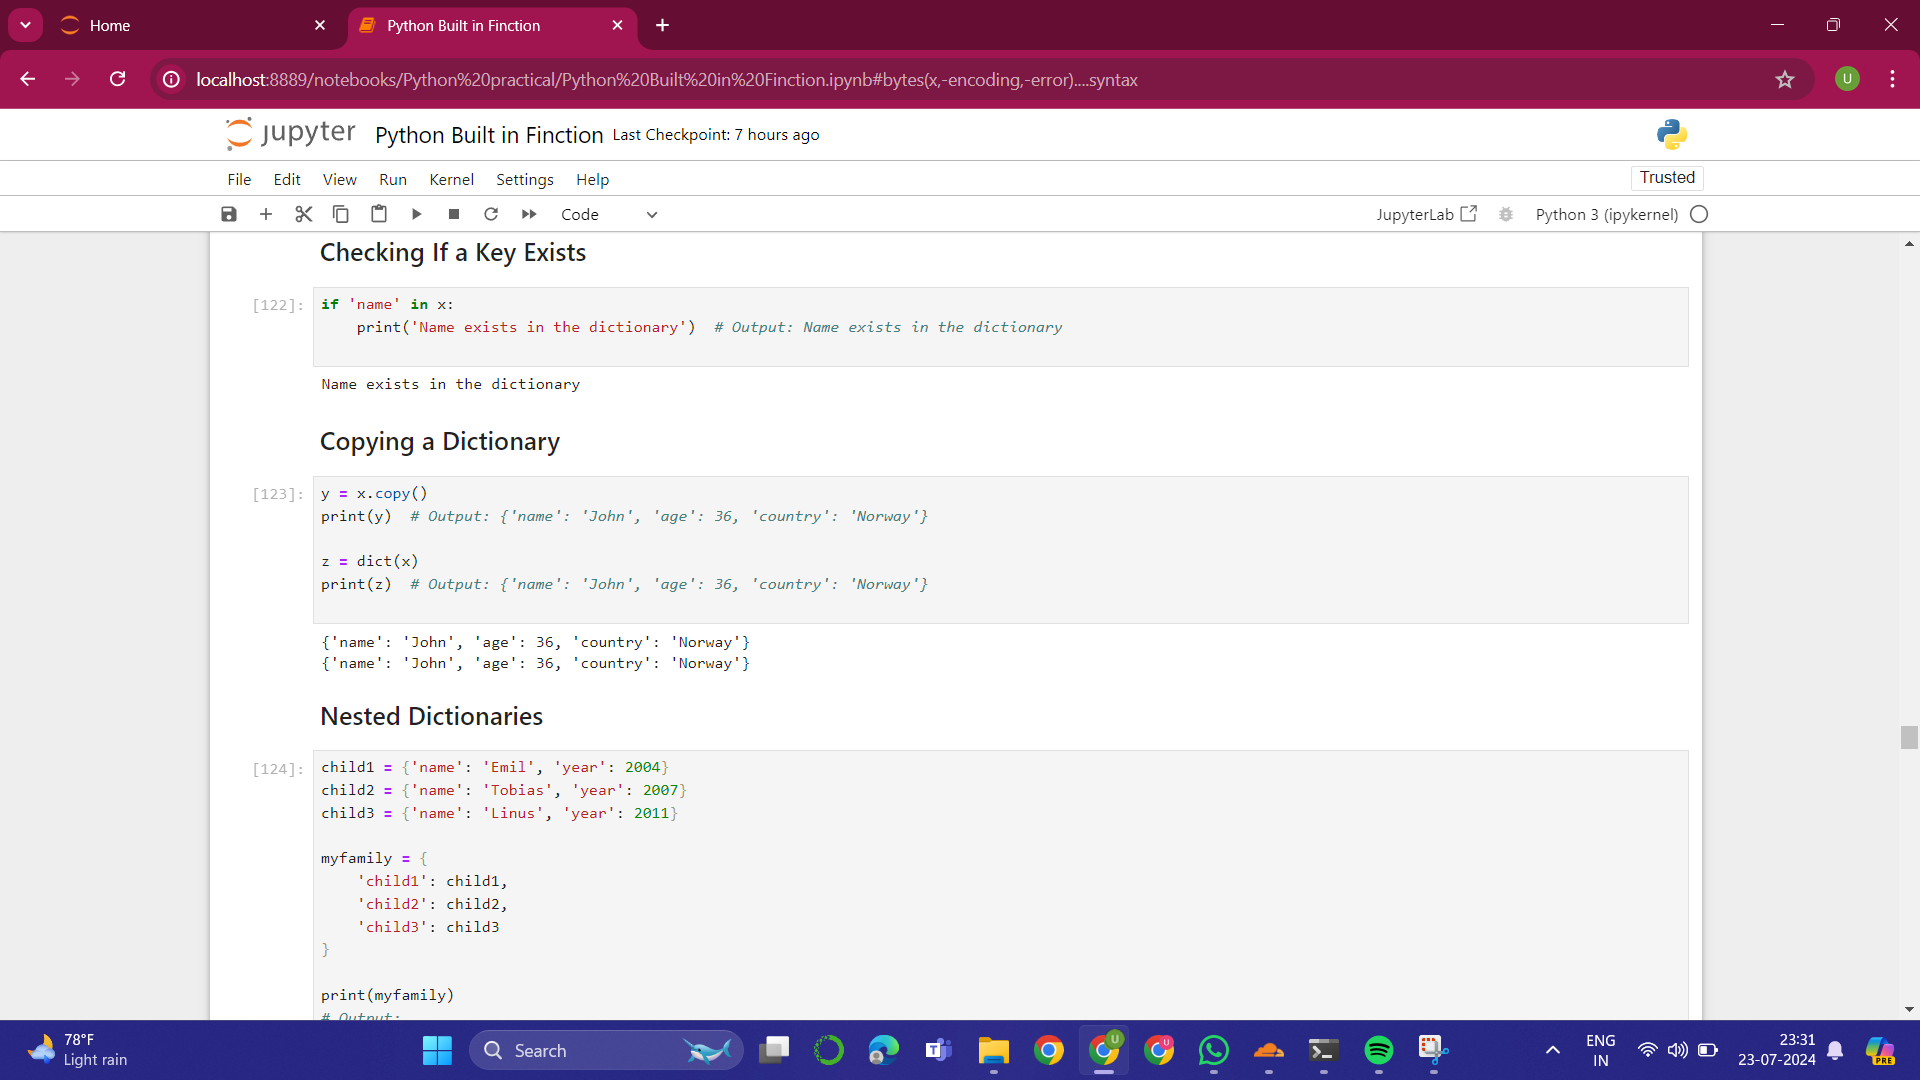 Home
Python Built in Finction
localhost:8889/notebooks/Python%20practical/Python%20Built%20in%20Finction.ipynb#bytes(x,-encoding,-error)....syntax
U
jupyter Python Built in Finction Last Checkpoint: 7 hours ago
File Edit View Run Kernel Settings Help
Trusted
Code
JupyterLab
Python 3 (ipykernel)
Checking If a Key Exists
[122]:
if 'name' in x:
    print('Name exists in the dictionary')  # Output: Name exists in the dictionary
Name exists in the dictionary
Copying a Dictionary
[123]:
y = x.copy()
print(y)  # Output: {'name': 'John', 'age': 36, 'country': 'Norway'}
z = dict(x)
print(z)  # Output: {'name': 'John', 'age': 36, 'country': 'Norway'}
{'name': 'John', 'age': 36, 'country': 'Norway'}
{'name': 'John', 'age': 36, 'country': 'Norway'}
Nested Dictionaries
[124]:
child1 = {'name': 'Emil', 'year': 2004}
child2 = {'name': 'Tobias', 'year': 2007}
child3 = {'name': 'Linus', 'year': 2011}
myfamily = {
    'child1': child1,
    'child2': child2,
    'child3': child3
}
print(myfamily)
# Output:
78°F
Light rain
Search
U
U
ENG
IN
23:31
23-07-2024
PRE